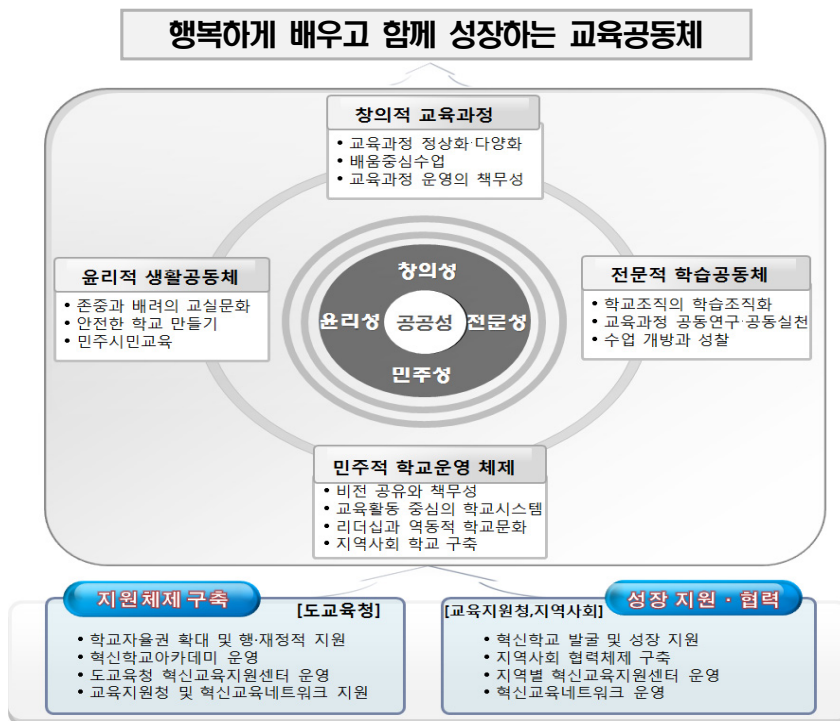 행복하게 배우고 함께 성장하는 교육공동체
창의적 교육과정
• 교육과정 정상화·다양화
• 배움중심수업
• 교육과정 운영의 책무성
윤리적 생활공동체
• 존중과 배려의 교실문화
• 안전한 학교 만들기
• 민주시민교육
창의성
윤리성 공공성 전문성
민주성
전문적 학습공동체
• 학교조직의 학습조직화
• 교육과정 공동연구·공동실천
• 수업 개방과 성찰
민주적 학교운영 체제
• 비전 공유와 책무성
• 교육활동 중심의 학교시스템
• 리더십과 역동적 학교문화
• 지역사회 학교 구축
지원체제 구축
[도교육청]
• 학교자율권 확대 및 행·재정적 지원
• 혁신학교아카데미 운영
• 도교육청 혁신교육지원센터 운영
• 교육지원청 및 혁신교육네트워크 지원
[교육지원청,지역사회]
성장 지원 · 협력
• 혁신학교 발굴 및 성장 지원
• 지역사회 협력체제 구축
• 지역별 혁신교육지원센터 운영
• 혁신교육네트워크 운영